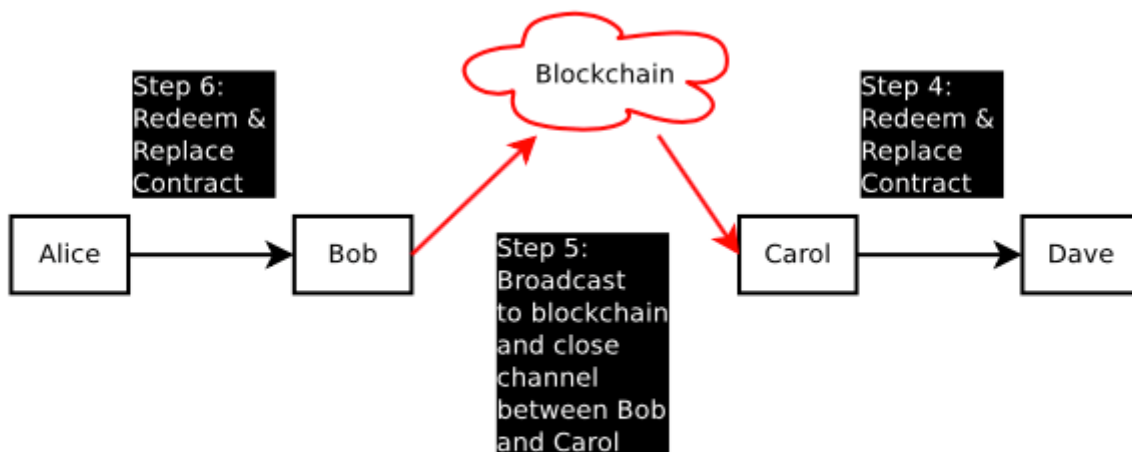 Blockchain
Step 6:
Redeem &
Replace
Contract
Step 4:
Redeem &
Replace
Contract
Alice
Bob
Step 5:
Broadcast
to blockchain
and close
channel
between Bob
and Carol
Carol
Dave